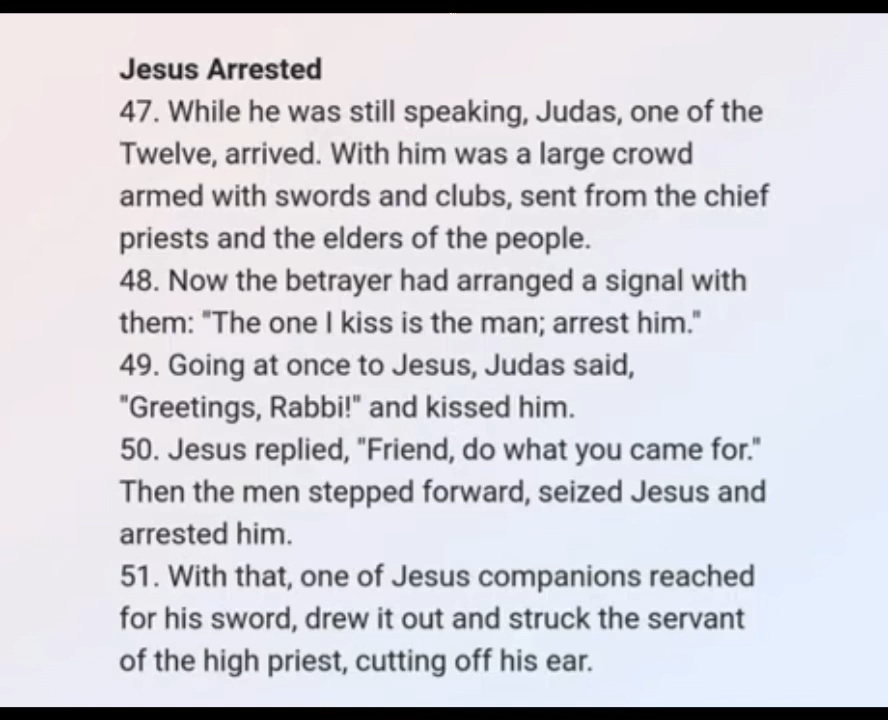 Jesus Arrested
47. While he was still speaking, Judas, one of the
Twelve, arrived. With him was a large crowd
armed with swords and clubs, sent from the chief
priests and the elders of the people.
48. Now the betrayer had arranged a signal with
them: "The one I kiss is the man; arrest him."
49. Going at once to Jesus, Judas said,
"Greetings, Rabbi!" and kissed him.
50. Jesus replied, "Friend, do what you came for."
Then the men stepped forward, seized Jesus and
arrested him.
51. With that, one of Jesus companions reached
for his sword, drew it out and struck the servant
of the high priest, cutting off his ear.